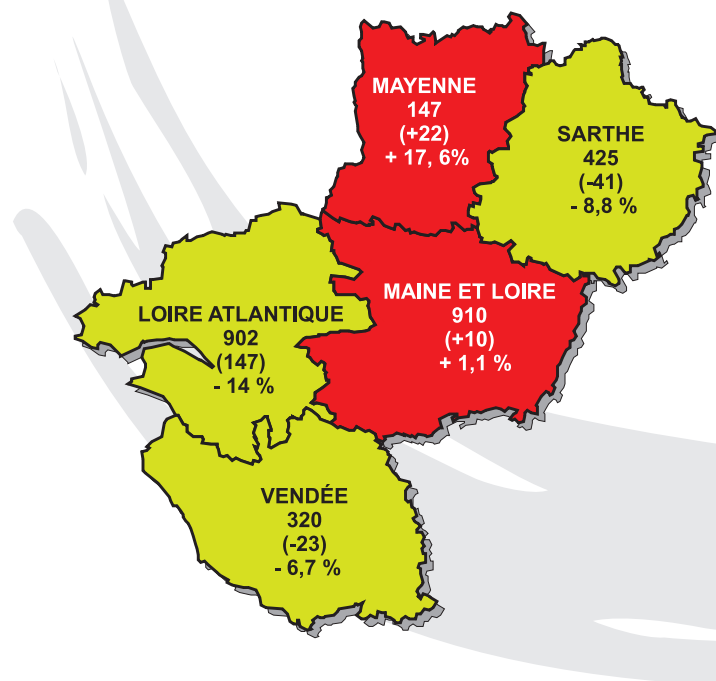 MAYENNE
147
(+22)
+ 17, 6%
SARTHE
425
(-41)
- 8,8 %
LOIRE ATLANTIQUE
902
(147)
- 14 %
MAINE ET LOIRE
910
(+10)
+ 1,1 %
VENDÉE
320
(-23)
- 6,7 %